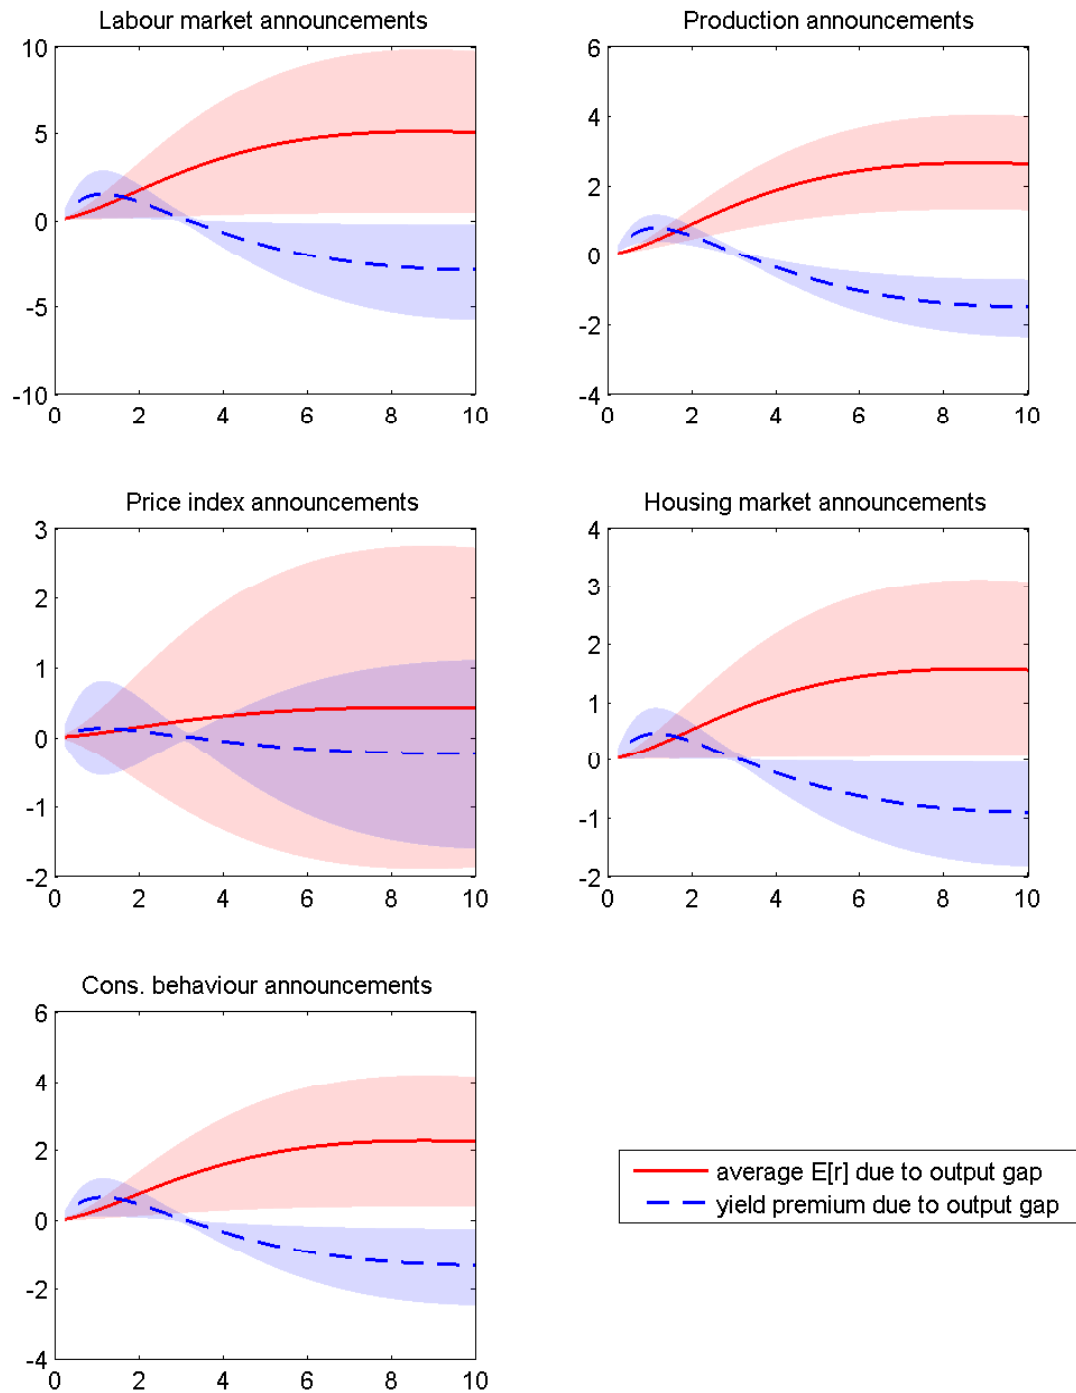 Labour market announcements
10
5
0
-5
-10
0 2 4 6 8 10
Production announcements
6
4
2
0
-2
-4
0 2 4 6 8 10
Price index announcements
3
2
1
0
-1
-2
0 2 4 6 8 10
Housing market announcements
4
3
2
1
0
-1
-2
0 2 4 6 8 10
Cons. behaviour announcements
6
4
2
0
-2
-4
0 2 4 6 8 10
average E[r] due to output gap
yield premium due to output gap